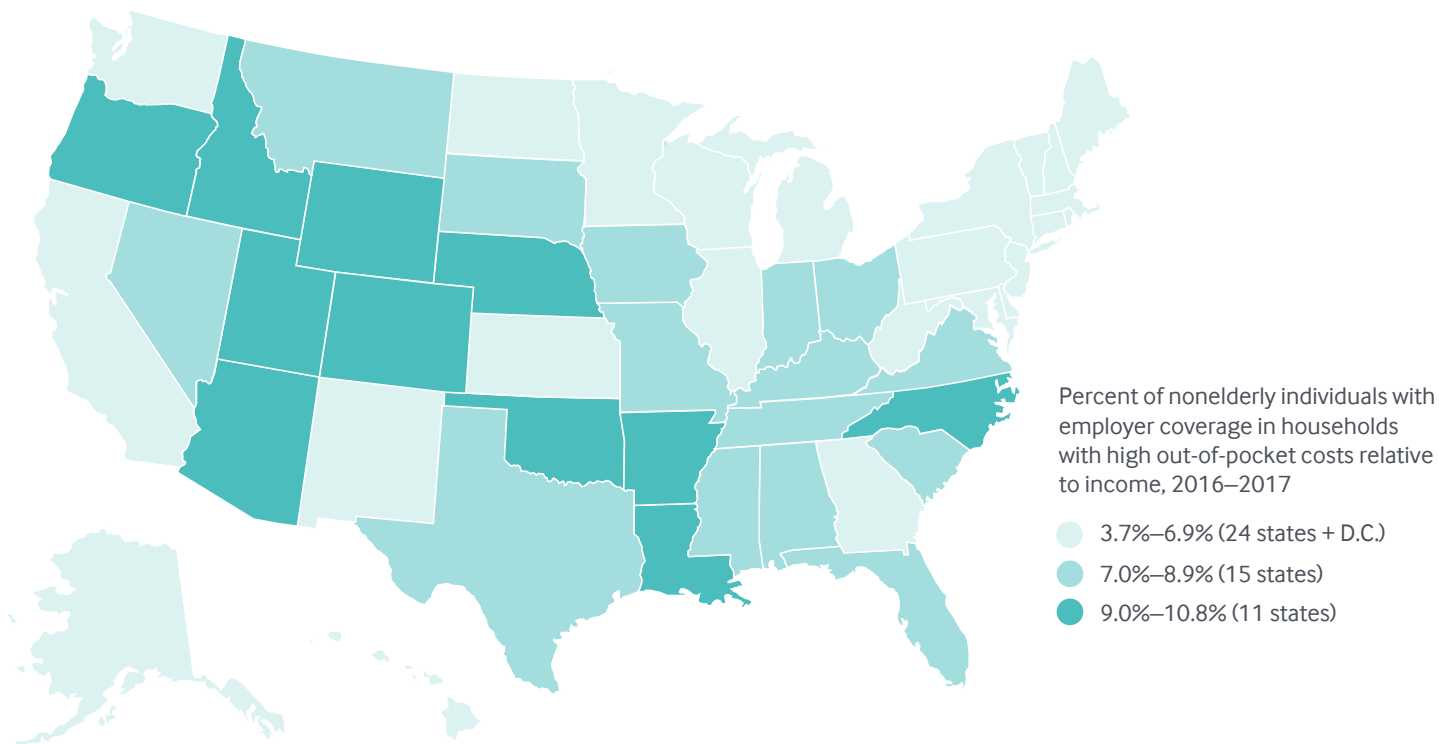 Percent of nonelderly individuals with
employer coverage in households
with high out-of-pocket costs relative
to income, 2016–2017
3.7%–6.9% (24 states + D.C.)
7.0%–8.9% (15 states)
9.0%–10.8% (11 states)